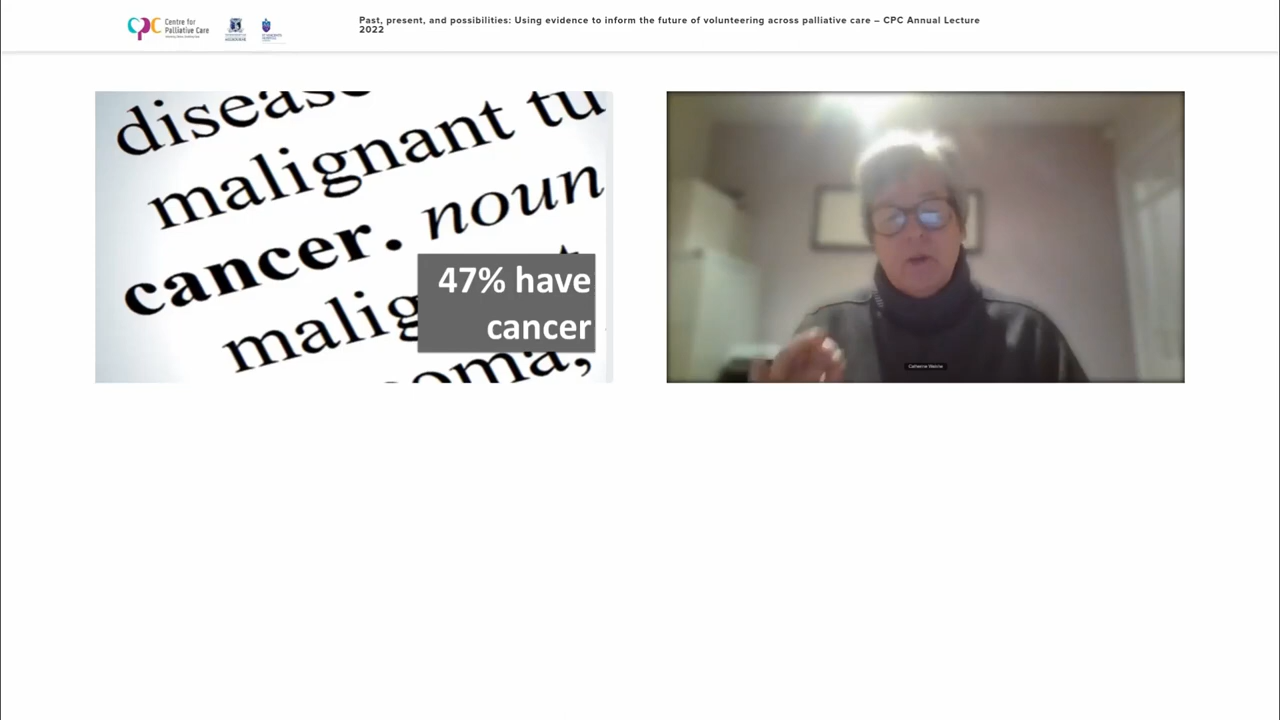 Centre for
Palliative Care
Past, present, and possibilities: Using evidence to inform the future of volunteering across palliative care – CPC Annual Lecture
2022
disease
malignant tu
cancer. noun
malig
oma,
47% have
cancer